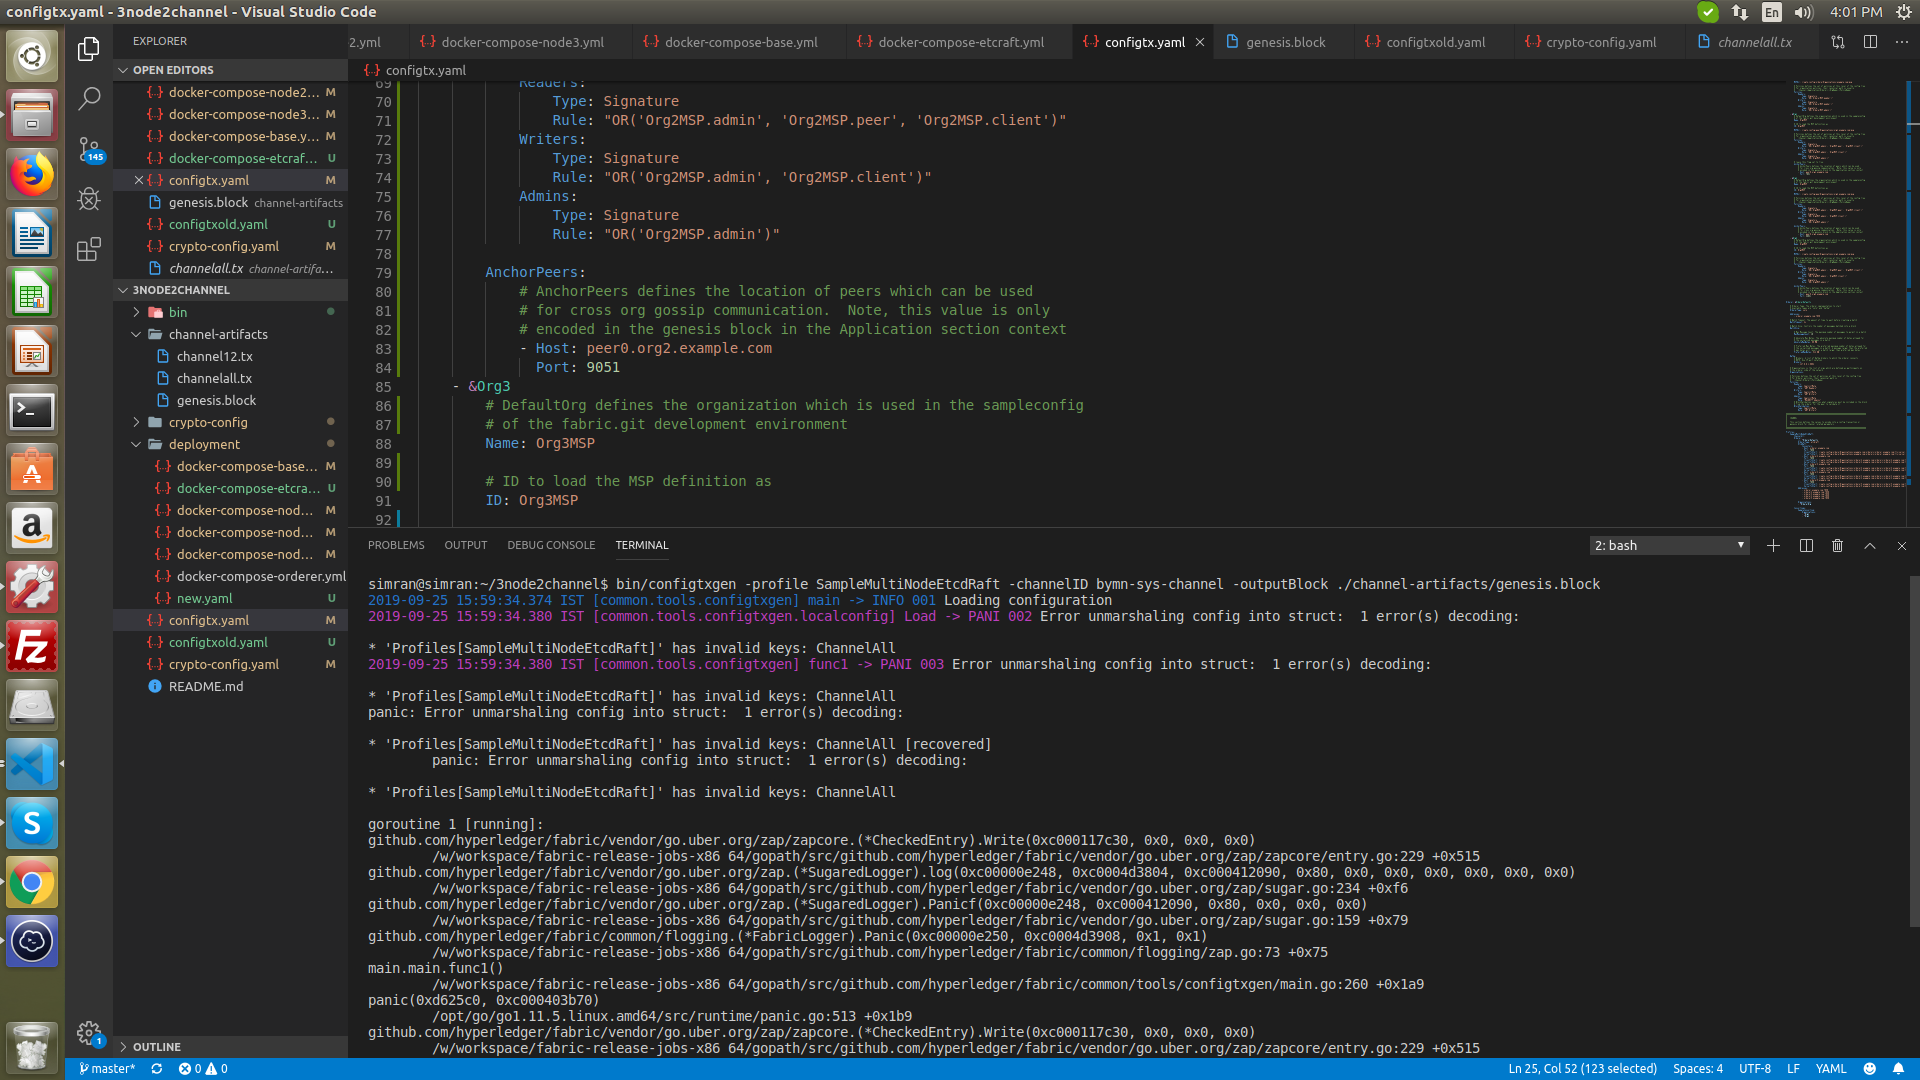 configtx.yaml - 3node2channel - Visual Studio Code
En
4:01 PM
EXPLORER
OPEN EDITORS
docker-compose-node2... M
docker-compose-node3... M
docker-compose-base.y... M
docker-compose-etcraf... U
configtx.yaml M
genesis.block channel-artifacts
configtxold.yaml U
crypto-config.yaml M
channelall.tx channel-artifa...
3NODE2CHANNEL
bin
channel-artifacts
channel12.tx
channelall.tx
genesis.block
crypto-config
deployment
docker-compose-base... M
docker-compose-etcra... U
docker-compose-nod... M
docker-compose-nod... M
docker-compose-nod... M
docker-compose-orderer.yml
new.yaml U
configtx.yaml M
configtxold.yaml U
crypto-config.yaml M
README.md
OUTLINE
145
1
2.yml
docker-compose-node3.yml
docker-compose-base.yml
docker-compose-etcraft.yml
configtx.yaml
genesis.block
configtxold.yaml
crypto-config.yaml
channelall.tx
configtx.yaml
69 Readers:
70 Type: Signature
71 Rule: "OR('Org2MSP.admin', 'Org2MSP.peer', 'Org2MSP.client')"
72 Writers:
73 Type: Signature
74 Rule: "OR('Org2MSP.admin', 'Org2MSP.client')"
75 Admins:
76 Type: Signature
77 Rule: "OR('Org2MSP.admin')"
78
79 AnchorPeers:
80 # AnchorPeers defines the location of peers which can be used
81 # for cross org gossip communication.  Note, this value is only
82 # encoded in the genesis block in the Application section context
83 - Host: peer0.org2.example.com
84 Port: 9051
85 - &Org3
86 # DefaultOrg defines the organization which is used in the sampleconfig
87 # of the fabric.git development environment
88 Name: Org3MSP
89
90 # ID to load the MSP definition as
91 ID: Org3MSP
92
PROBLEMS OUTPUT DEBUG CONSOLE TERMINAL
2: bash
simran@simran:~/3node2channel$ bin/configtxgen -profile SampleMultiNodeEtcdRaft -channelID bymn-sys-channel -outputBlock ./channel-artifacts/genesis.block
2019-09-25 15:59:34.374 IST [common.tools.configtxgen] main -> INFO 001 Loading configuration
2019-09-25 15:59:34.380 IST [common.tools.configtxgen.localconfig] Load -> PANI 002 Error unmarshaling config into struct:  1 error(s) decoding:
* 'Profiles[SampleMultiNodeEtcdRaft]' has invalid keys: ChannelAll
2019-09-25 15:59:34.380 IST [common.tools.configtxgen] func1 -> PANI 003 Error unmarshaling config into struct:  1 error(s) decoding:
* 'Profiles[SampleMultiNodeEtcdRaft]' has invalid keys: ChannelAll
panic: Error unmarshaling config into struct:  1 error(s) decoding:
* 'Profiles[SampleMultiNodeEtcdRaft]' has invalid keys: ChannelAll [recovered]
panic: Error unmarshaling config into struct:  1 error(s) decoding:
* 'Profiles[SampleMultiNodeEtcdRaft]' has invalid keys: ChannelAll
goroutine 1 [running]:
github.com/hyperledger/fabric/vendor/go.uber.org/zap/zapcore.(*CheckedEntry).Write(0xc000117c30, 0x0, 0x0, 0x0)
/w/workspace/fabric-release-jobs-x86_64/gopath/src/github.com/hyperledger/fabric/vendor/go.uber.org/zap/zapcore/entry.go:229 +0x515
github.com/hyperledger/fabric/vendor/go.uber.org/zap.(*SugaredLogger).log(0xc00000e248, 0xc0004d3804, 0xc000412090, 0x80, 0x0, 0x0, 0x0, 0x0, 0x0, 0x0)
/w/workspace/fabric-release-jobs-x86_64/gopath/src/github.com/hyperledger/fabric/vendor/go.uber.org/zap/sugar.go:234 +0xf6
github.com/hyperledger/fabric/vendor/go.uber.org/zap.(*SugaredLogger).Panicf(0xc00000e248, 0xc000412090, 0x80, 0x0, 0x0, 0x0)
/w/workspace/fabric-release-jobs-x86_64/gopath/src/github.com/hyperledger/fabric/vendor/go.uber.org/zap/sugar.go:159 +0x79
github.com/hyperledger/fabric/common/flogging.(*FabricLogger).Panic(0xc00000e250, 0xc0004d3908, 0x1, 0x1)
/w/workspace/fabric-release-jobs-x86_64/gopath/src/github.com/hyperledger/fabric/common/flogging/zap.go:73 +0x75
main.main.func1()
/w/workspace/fabric-release-jobs-x86_64/gopath/src/github.com/hyperledger/fabric/common/tools/configtxgen/main.go:260 +0x1a9
panic(0xd625c0, 0xc000403b70)
/opt/go/go1.11.5.linux.amd64/src/runtime/panic.go:513 +0x1b9
github.com/hyperledger/fabric/vendor/go.uber.org/zap/zapcore.(*CheckedEntry).Write(0xc000117c30, 0x0, 0x0, 0x0)
/w/workspace/fabric-release-jobs-x86_64/gopath/src/github.com/hyperledger/fabric/vendor/go.uber.org/zap/zapcore/entry.go:229 +0x515
master* 0 0
Ln 25, Col 52 (123 selected) Spaces: 4 UTF-8 LF YAML